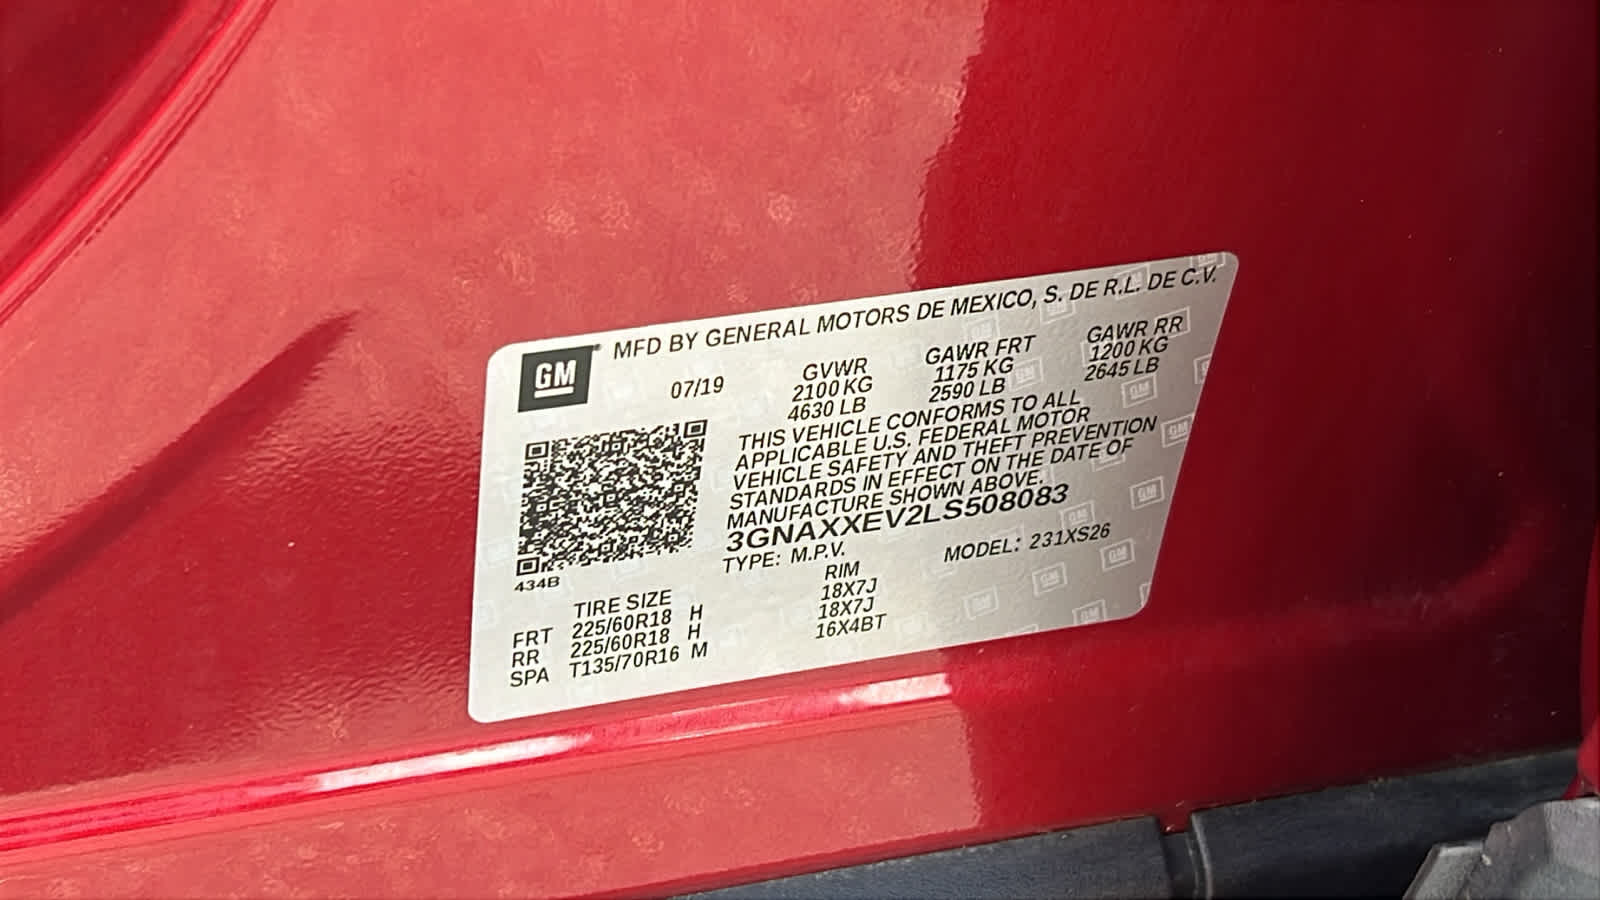 GM
MFD BY GENERAL MOTORS DE MEXICO, S. DE R.L. DE C.V.
07/19
GVWR GAWR FRT GAWR RR
2100 KG 1175 KG 1200 KG
4630 LB 2590 LB 2645 LB
THIS VEHICLE CONFORMS TO ALL
APPLICABLE U.S. FEDERAL MOTOR
VEHICLE SAFETY AND THEFT PREVENTION
STANDARDS IN EFFECT ON THE DATE OF
MANUFACTURE SHOWN ABOVE.
3GNAXXEV2LS508083
TYPE: M.P.V. MODEL: 231XS26
434B
TIRE SIZE RIM
FRT 225/60R18 H 18X7J
RR 225/60R18 H 18X7J
SPA T135/70R16 M 16X4BT